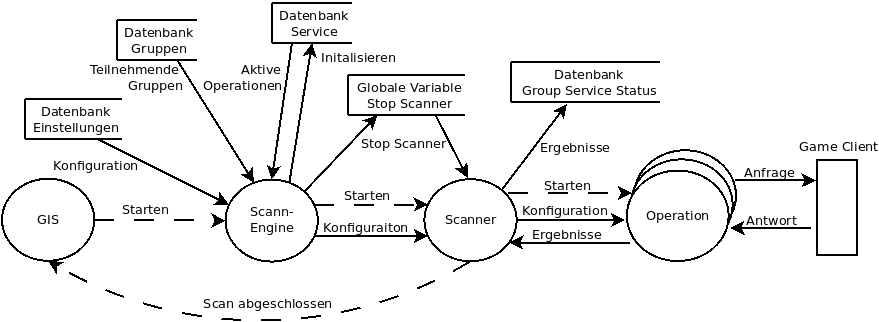 Datenbank
Service
Datenbank
Gruppen
Teilnehmende
Gruppen
Aktive
Operationen
Initalisieren
Datenbank
Einstellungen
Globale Variable
Stop Scanner
Datenbank
Group Service Status
Konfiguration
Stop Scanner
Ergebnisse
Game Client
GIS
Starten
Scann-
Engine
Starten
Konfiguraiton
Scanner
Starten
Konfiguration
Ergebnisse
Operation
Anfrage
Antwort
Scan abgeschlossen